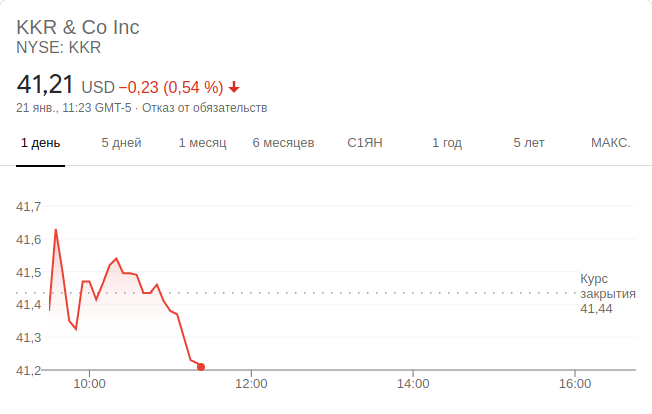 KKR & Co Inc
NYSE: KKR
41,21 USD −0,23 (0,54 %)
21 янв., 11:23 GMT-5 · Отказ от обязательств
1 день 5 дней 1 месяц 6 месяцев С1ЯН 1 год 5 лет МАКС.
41,7
41,6
41,5
41,4
41,3
41,2
Курс
закрытия
41,44
10:00 12:00 14:00 16:00